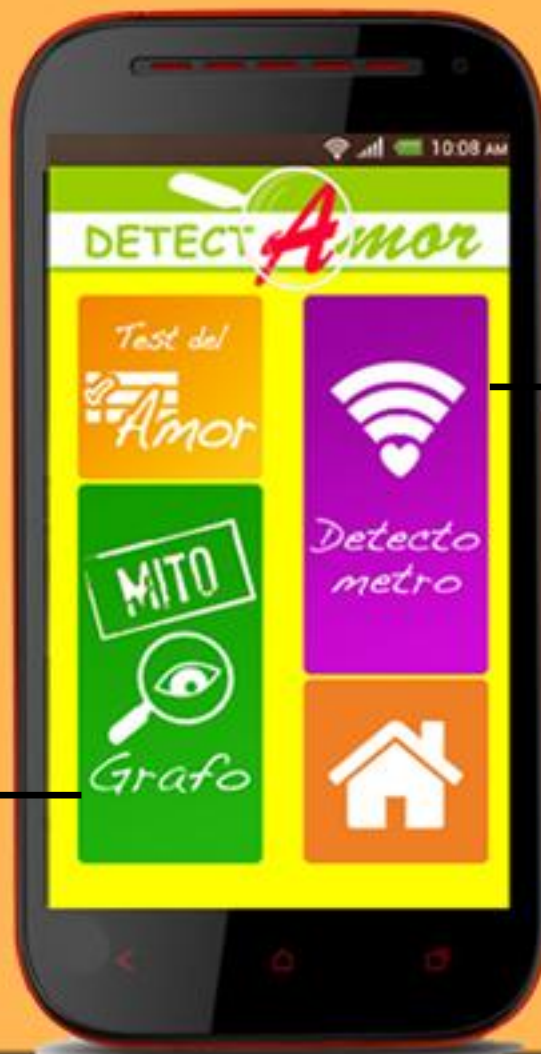 10:08 AM
DETECTAmor
Test del
Amor
MITO
Grafo
Detecto
metro